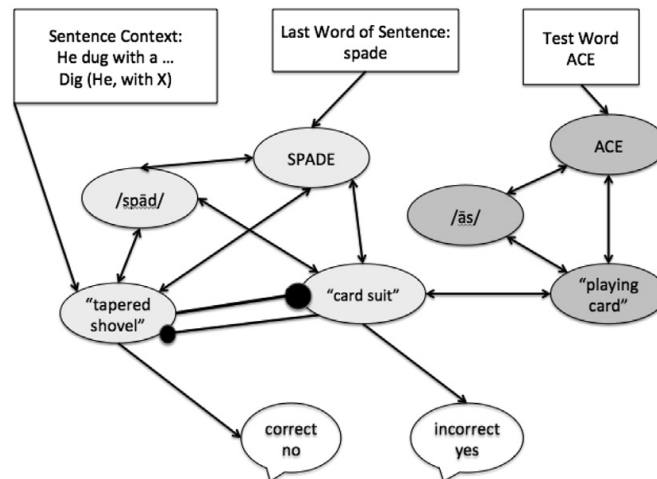 Sentence Context:
He dug with a ...
Dig (He, with X)
Last Word of Sentence:
spade
Test Word
ACE
SPADE
ACE
/spād/
/ās/
"tapered
shovel"
"card suit"
"playing
card"
correct
no
incorrect
yes